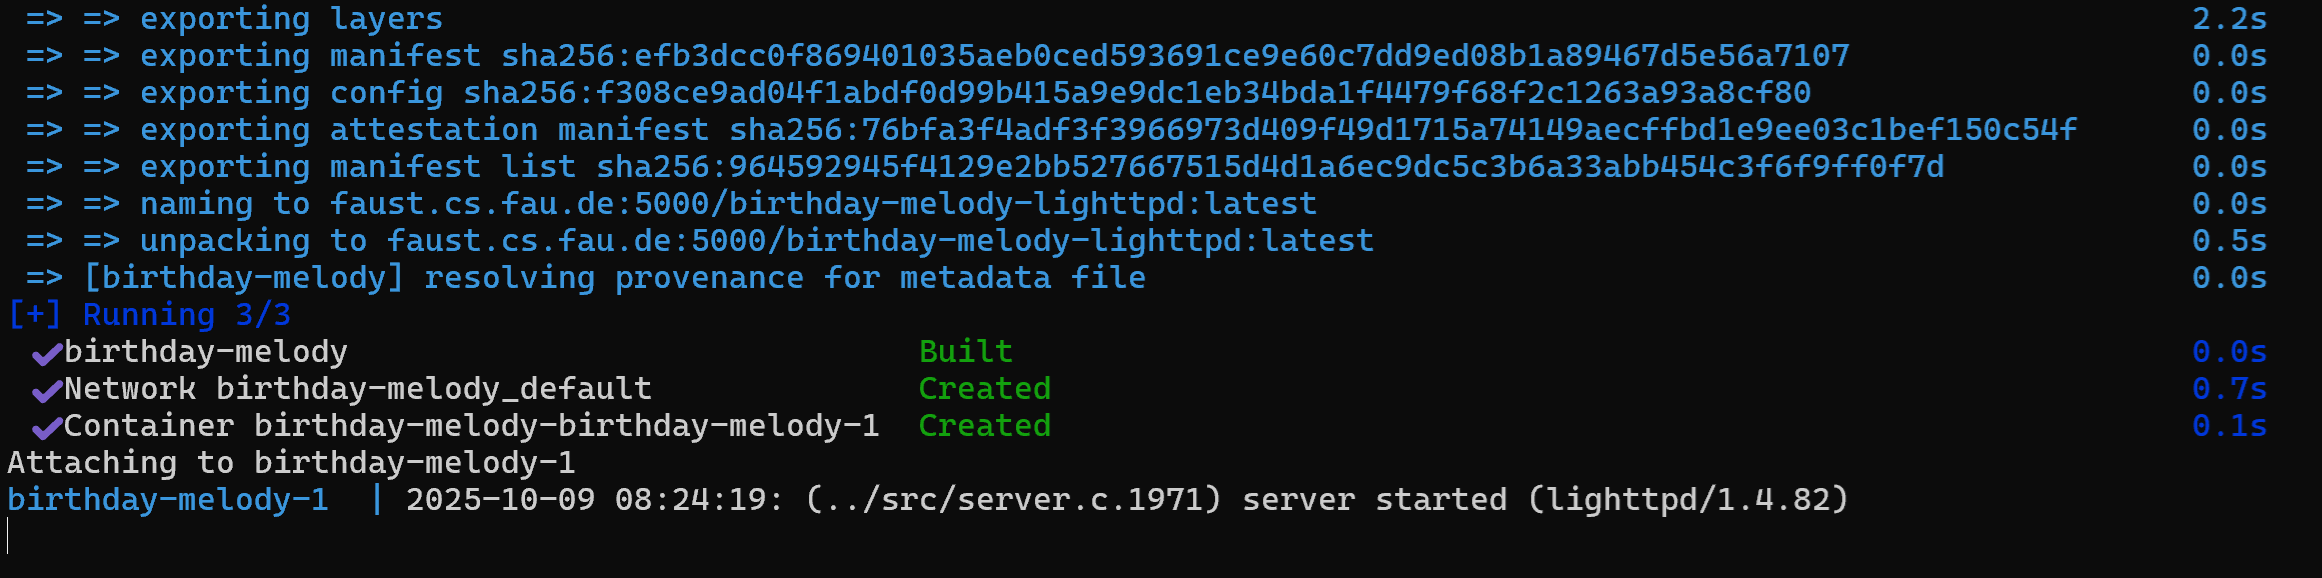 => => exporting layers 2.2s
=> => exporting manifest sha256:efb3dcc0f869401035aeb0ced593691ce9e60c7dd9ed08b1a89467d5e56a7107 0.0s
=> => exporting config sha256:f308ce9ad04f1abdf0d99b415a9e9dc1eb34bda1f4479f68f2c1263a93a8cf80 0.0s
=> => exporting attestation manifest sha256:76bfa3f4adf3f3966973d409f49d1715a74149aecffbd1e9ee03c1bef150c54f 0.0s
=> => exporting manifest list sha256:964592945f4129e2bb527667515d4d1a6ec9dc5c3b6a33abb454c3f6f9ff0f7d 0.0s
=> => naming to faust.cs.fau.de:5000/birthday-melody-lighttpd:latest 0.0s
=> => unpacking to faust.cs.fau.de:5000/birthday-melody-lighttpd:latest 0.5s
=> [birthday-melody] resolving provenance for metadata file 0.0s
[+] Running 3/3
✔birthday-melody Built 0.0s
✔Network birthday-melody_default Created 0.7s
✔Container birthday-melody-birthday-melody-1 Created 0.1s
Attaching to birthday-melody-1
birthday-melody-1 | 2025-10-09 08:24:19: (../src/server.c.1971) server started (lighttpd/1.4.82)